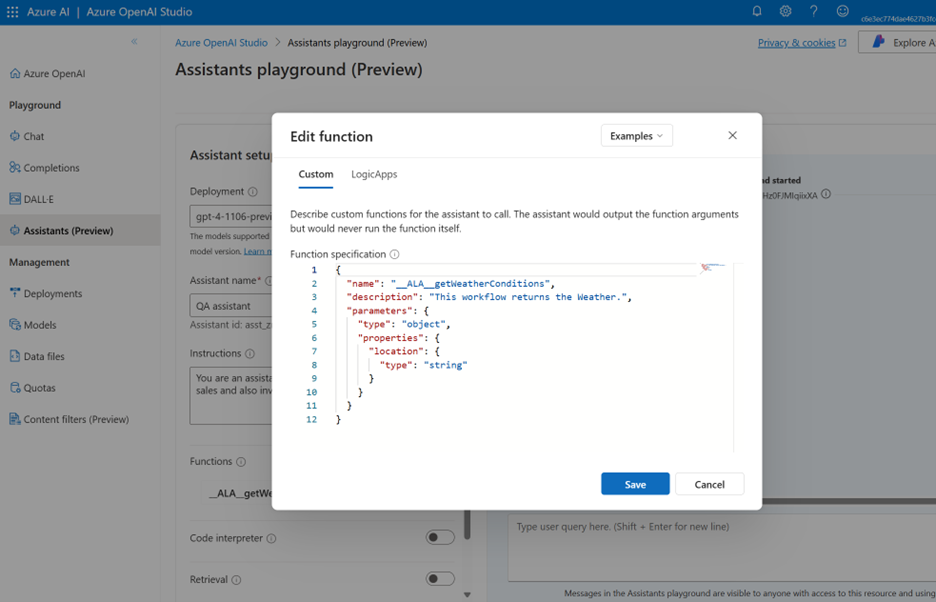 Azure AI | Azure OpenAI Studio
c6e3ec774dae4627b3fc
Azure OpenAI Studio > Assistants playground (Preview)
Privacy & cookies
Explore
Assistants playground (Preview)
Azure OpenAI
Playground
Chat
Completions
DALL·E
Assistants (Preview)
Management
Deployments
Models
Data files
Quotas
Content filters (Preview)
Assistant setu
Deployment
gpt-4-1106-previ
The models supported
model version. Learn m
Assistant name*
QA assistant
Assistant id: asst_z
Instructions
You are an assista
sales and also inv
Functions
__ALA__getWe
Code interpreter
Retrieval
Edit function
Examples
Custom
LogicApps
Describe custom functions for the assistant to call. The assistant would output the function arguments
but would never run the function itself.
Function specification
1 {
2 "name": "__ALA__getWeatherConditions",
3 "description": "This workflow returns the Weather.",
4 "parameters": {
5 "type": "object",
6 "properties": {
7 "location": {
8 "type": "string"
9 }
10 }
11 }
12 }
Save
Cancel
ad started
Type user query here. (Shift + Enter for new line)
Messages in the Assistants playground are visible to anyone with access to this resource and using